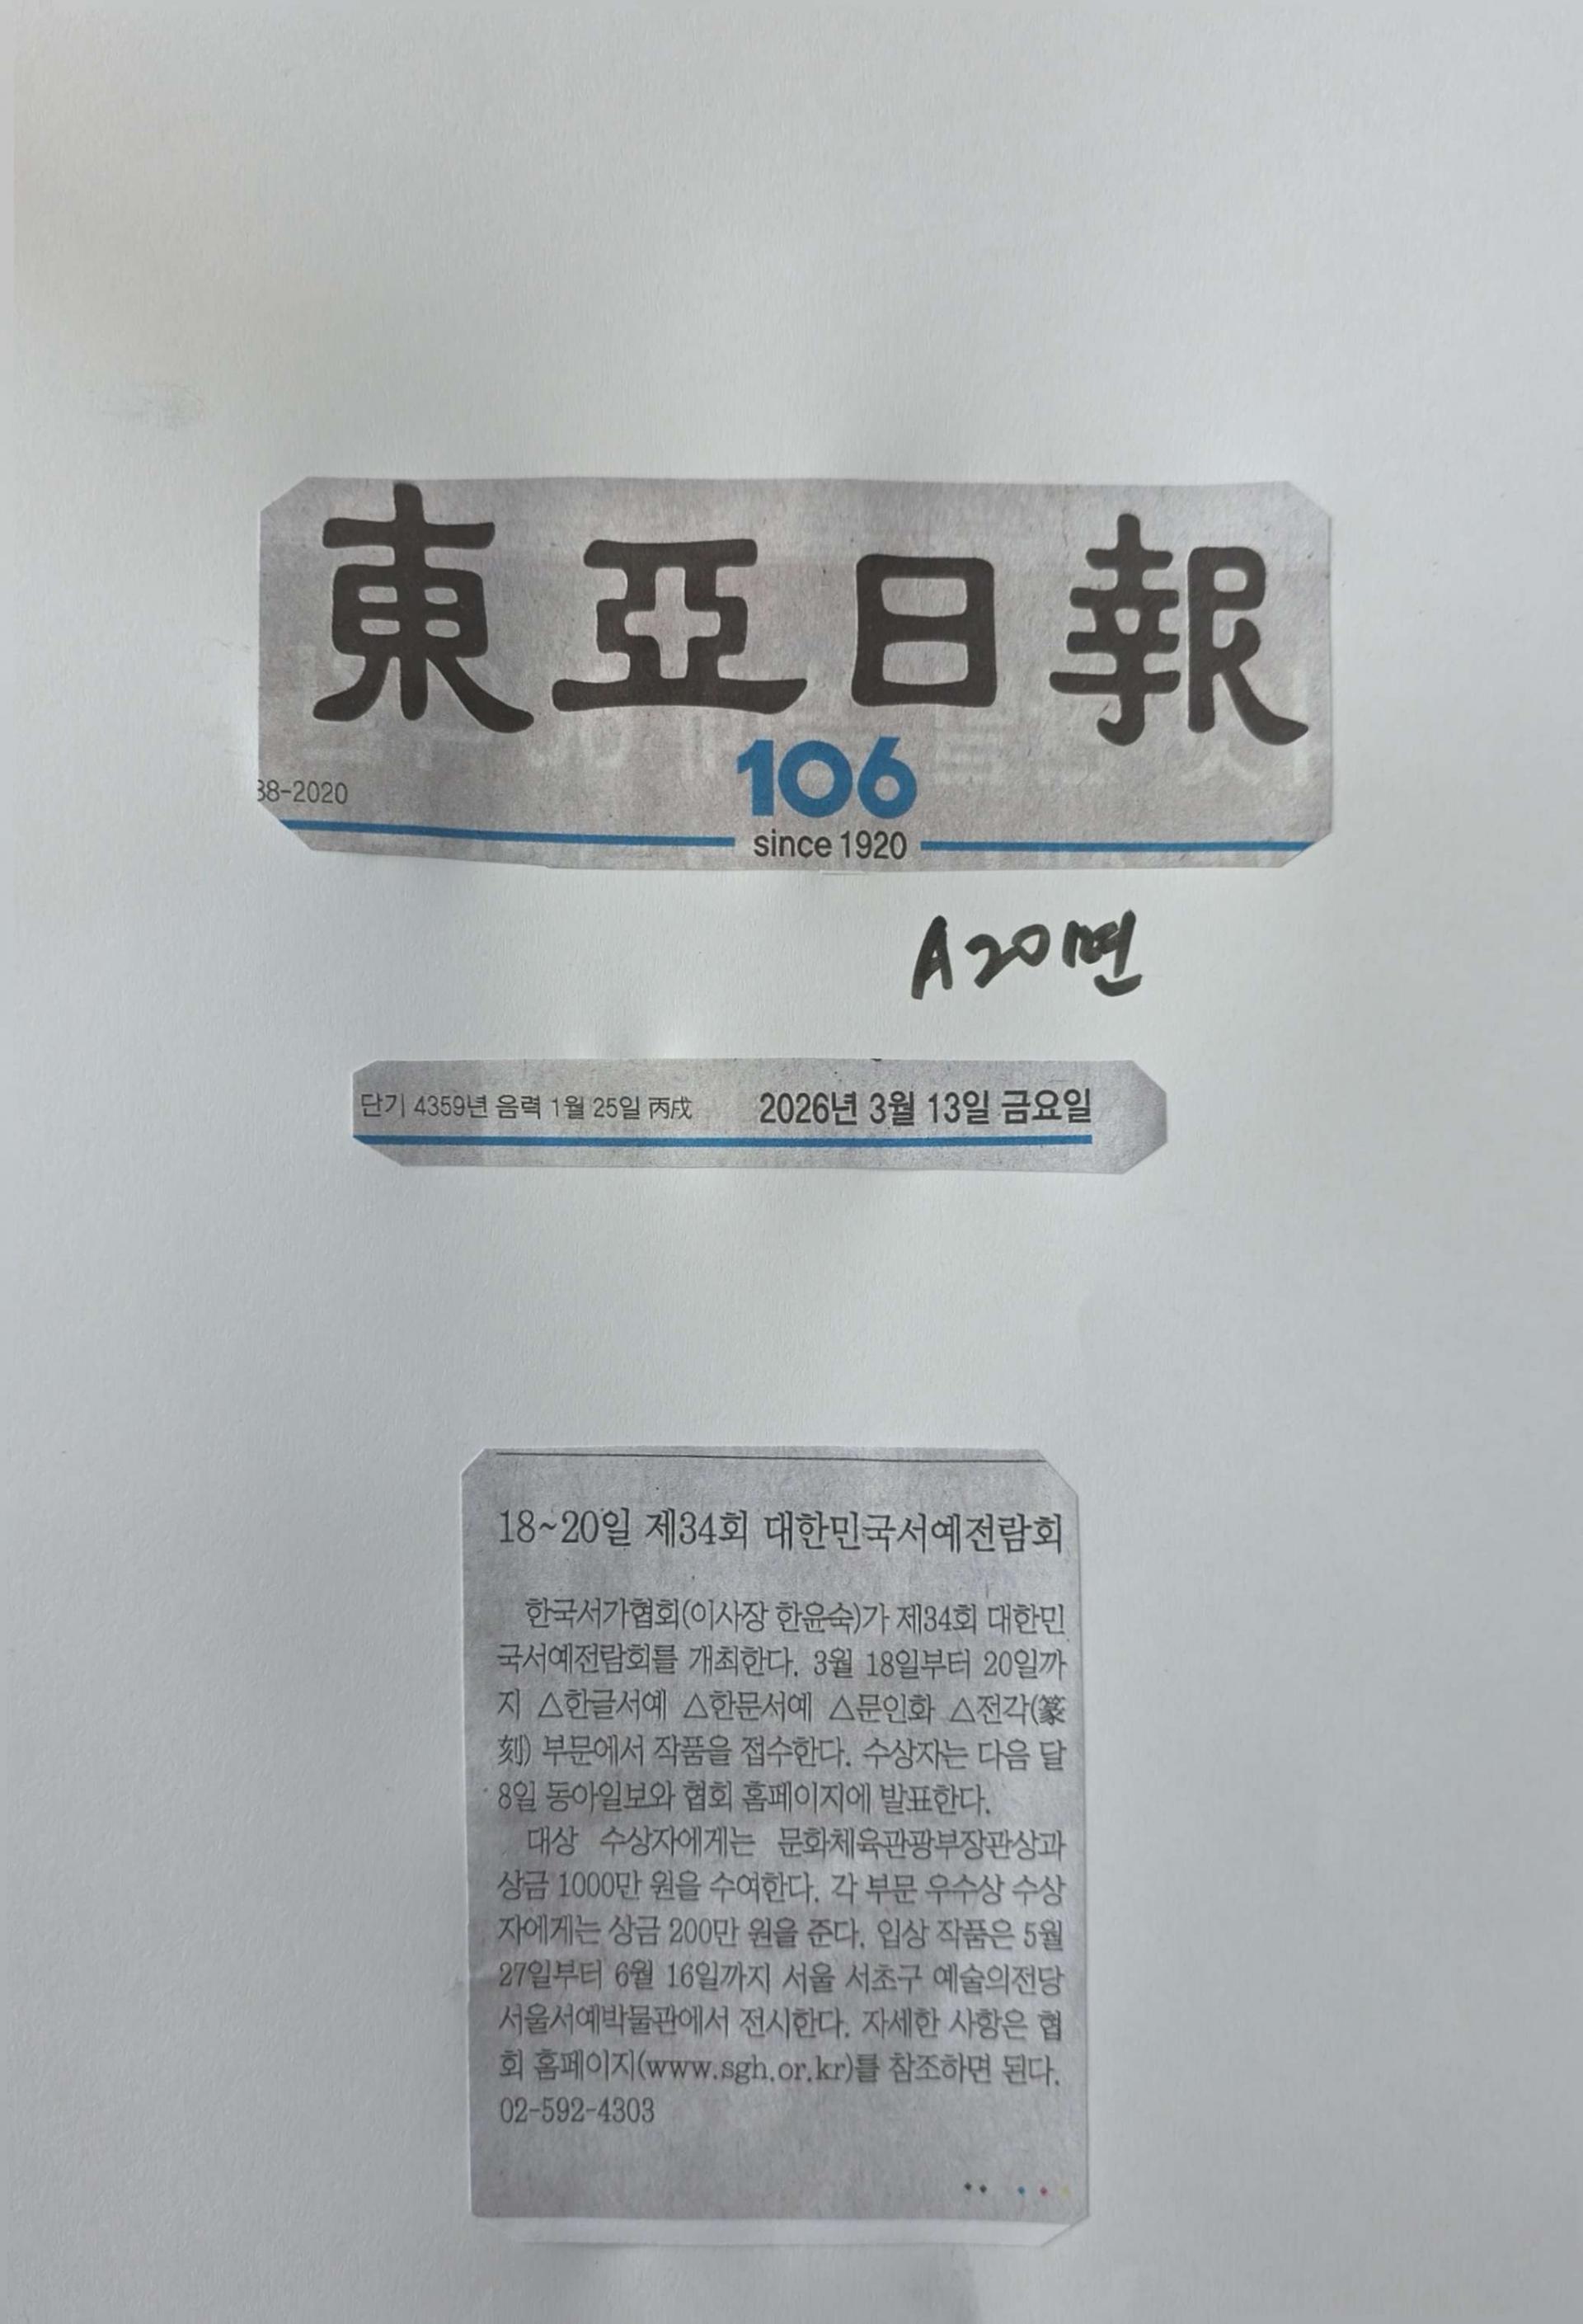 東亞日報
106
38-2020
since 1920
A20면
단기 4359년 음력 1월 25일 丙戌 2026년 3월 13일 금요일
18~20일 제34회 대한민국서예전람회
한국서가협회(이사장 한윤숙)가 제34회 대한민
국서예전람회를 개최한다. 3월 18일부터 20일까
지 △한글서예 △한문서예 △문인화 △전각(篆
刻) 부문에서 작품을 접수한다. 수상자는 다음 달
8일 동아일보와 협회 홈페이지에 발표한다.
대상 수상자에게는 문화체육관광부장관상과
상금 1000만 원을 수여한다. 각 부문 우수상 수상
자에게는 상금 200만 원을 준다. 입상 작품은 5월
27일부터 6월 16일까지 서울 서초구 예술의전당
서울서예박물관에서 전시한다. 자세한 사항은 협
회 홈페이지(www.sgh.or.kr)를 참조하면 된다.
02-592-4303